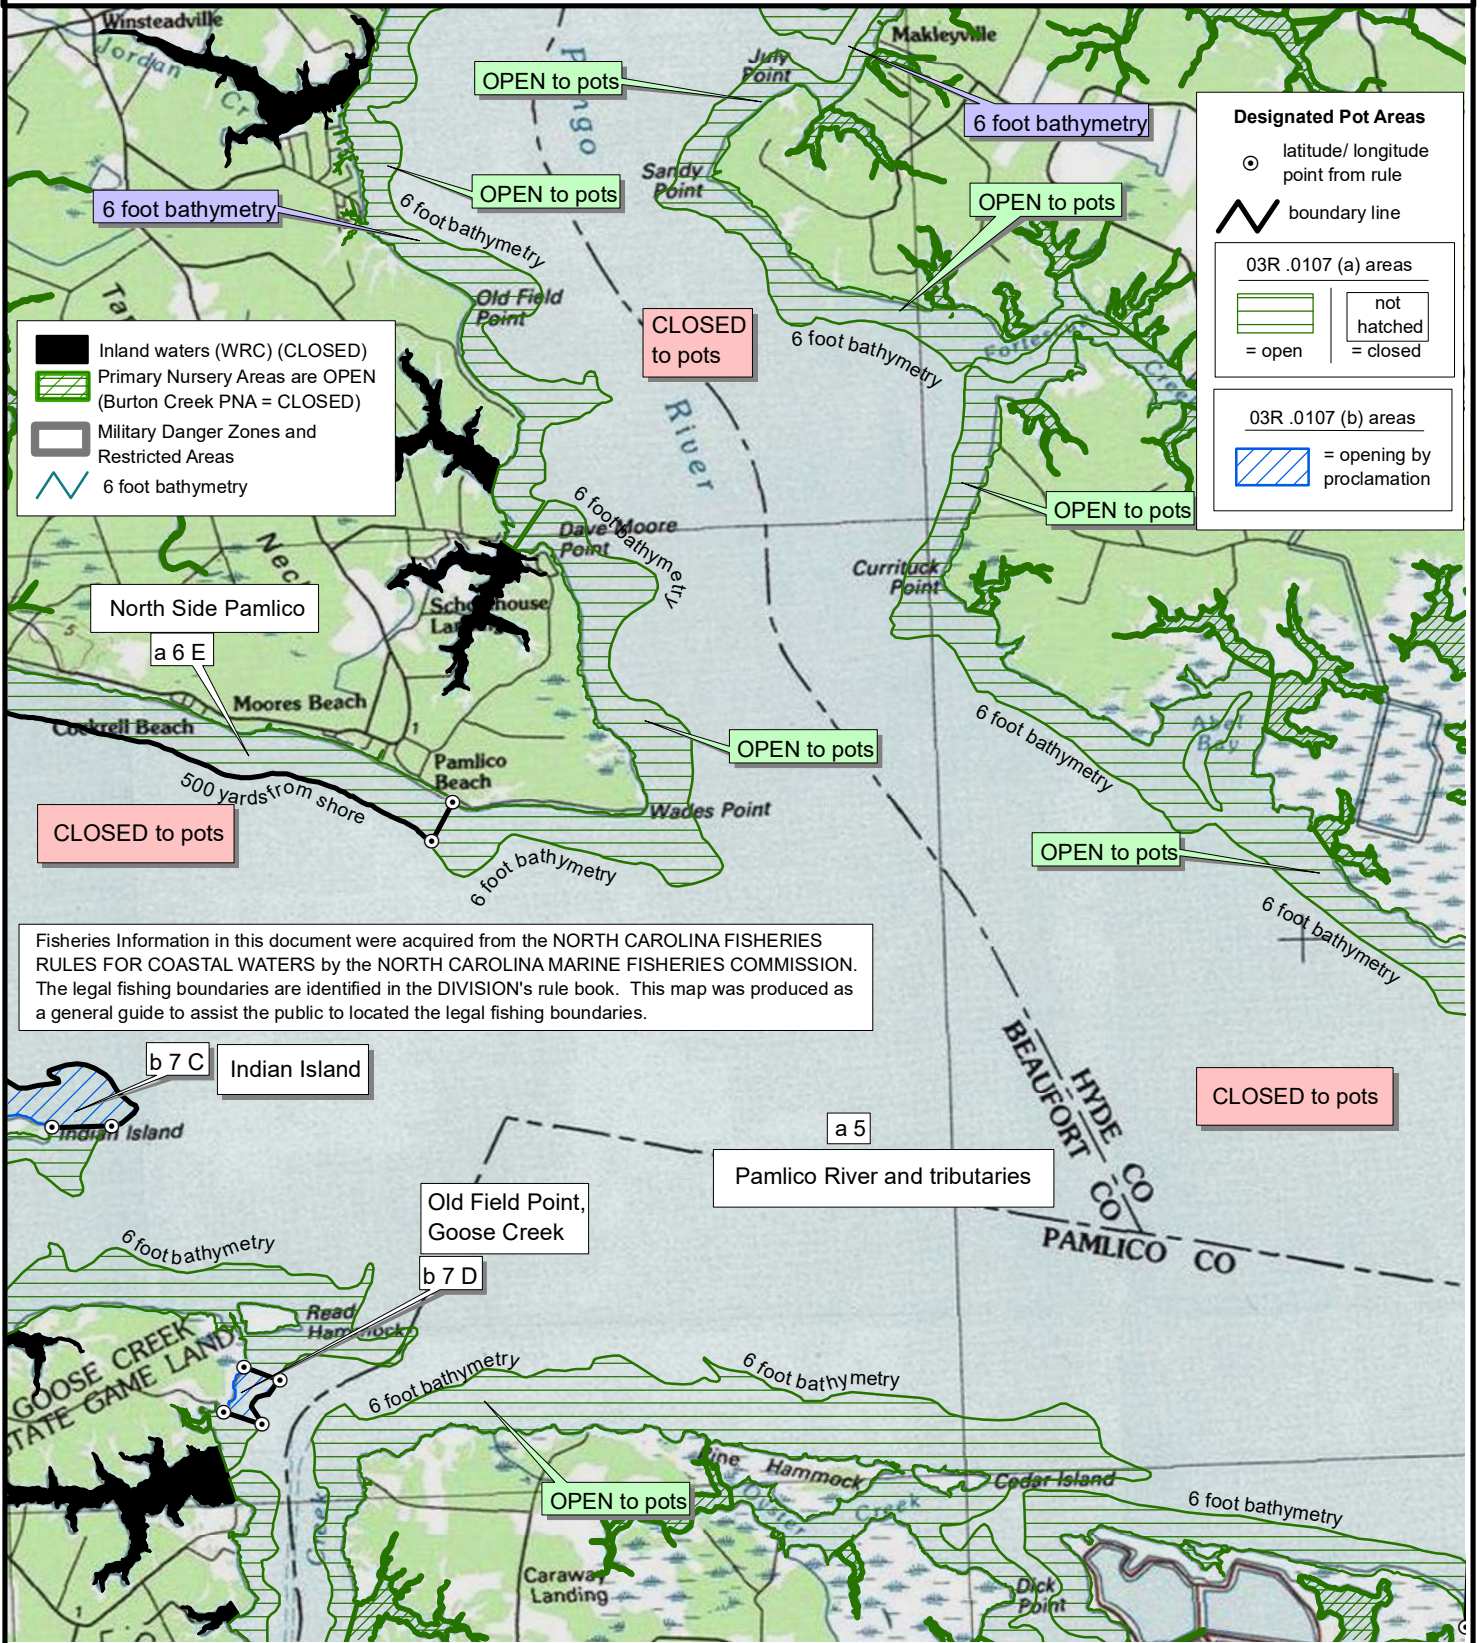 Winsteadville
Jordan
Pungo
July
Point
Makleyville
OPEN to pots
6 foot bathymetry
Sandy
Point
OPEN to pots
6 foot bathymetry
6 foot bathymetry
OPEN to pots
Old Field
Point
CLOSED
to pots
6 foot bathymetry
Creek
River
Designated Pot Areas
latitude/ longitude
point from rule
boundary line
03R .0107 (a) areas
= open
not
hatched
= closed
03R .0107 (b) areas
= opening by
proclamation
Inland waters (WRC) (CLOSED)
Primary Nursery Areas are OPEN
(Burton Creek PNA = CLOSED)
Military Danger Zones and
Restricted Areas
6 foot bathymetry
OPEN to pots
6 foot bathymetry
Dave Moore
Point
Neck
Currituck
Point
North Side Pamlico
5
a 6 E
Moores Beach
Cockrell Beach
1
Pamlico
Beach
500 yards from shore
CLOSED to pots
OPEN to pots
Wades Point
6 foot bathymetry
6 foot bathymetry
Abel
Bay
OPEN to pots
6 foot bathymetry
Fisheries Information in this document were acquired from the NORTH CAROLINA FISHERIES
RULES FOR COASTAL WATERS by the NORTH CAROLINA MARINE FISHERIES COMMISSION.
The legal fishing boundaries are identified in the DIVISION's rule book. This map was produced as
a general guide to assist the public to located the legal fishing boundaries.
b 7 C
Indian Island
Indian Island
HYDE CO
BEAUFORT CO
PAMLICO CO
CLOSED to pots
a 5
Pamlico River and tributaries
Old Field Point,
Goose Creek
b 7 D
6 foot bathymetry
Read
Hammock
GOOSE CREEK
STATE GAME LAND
6 foot bathymetry
6 foot bathymetry
OPEN to pots
Pine Hammock
Oyster Creek
Cedar Island
6 foot bathymetry
Creek
Caraway
Landing
Dick
Point
1